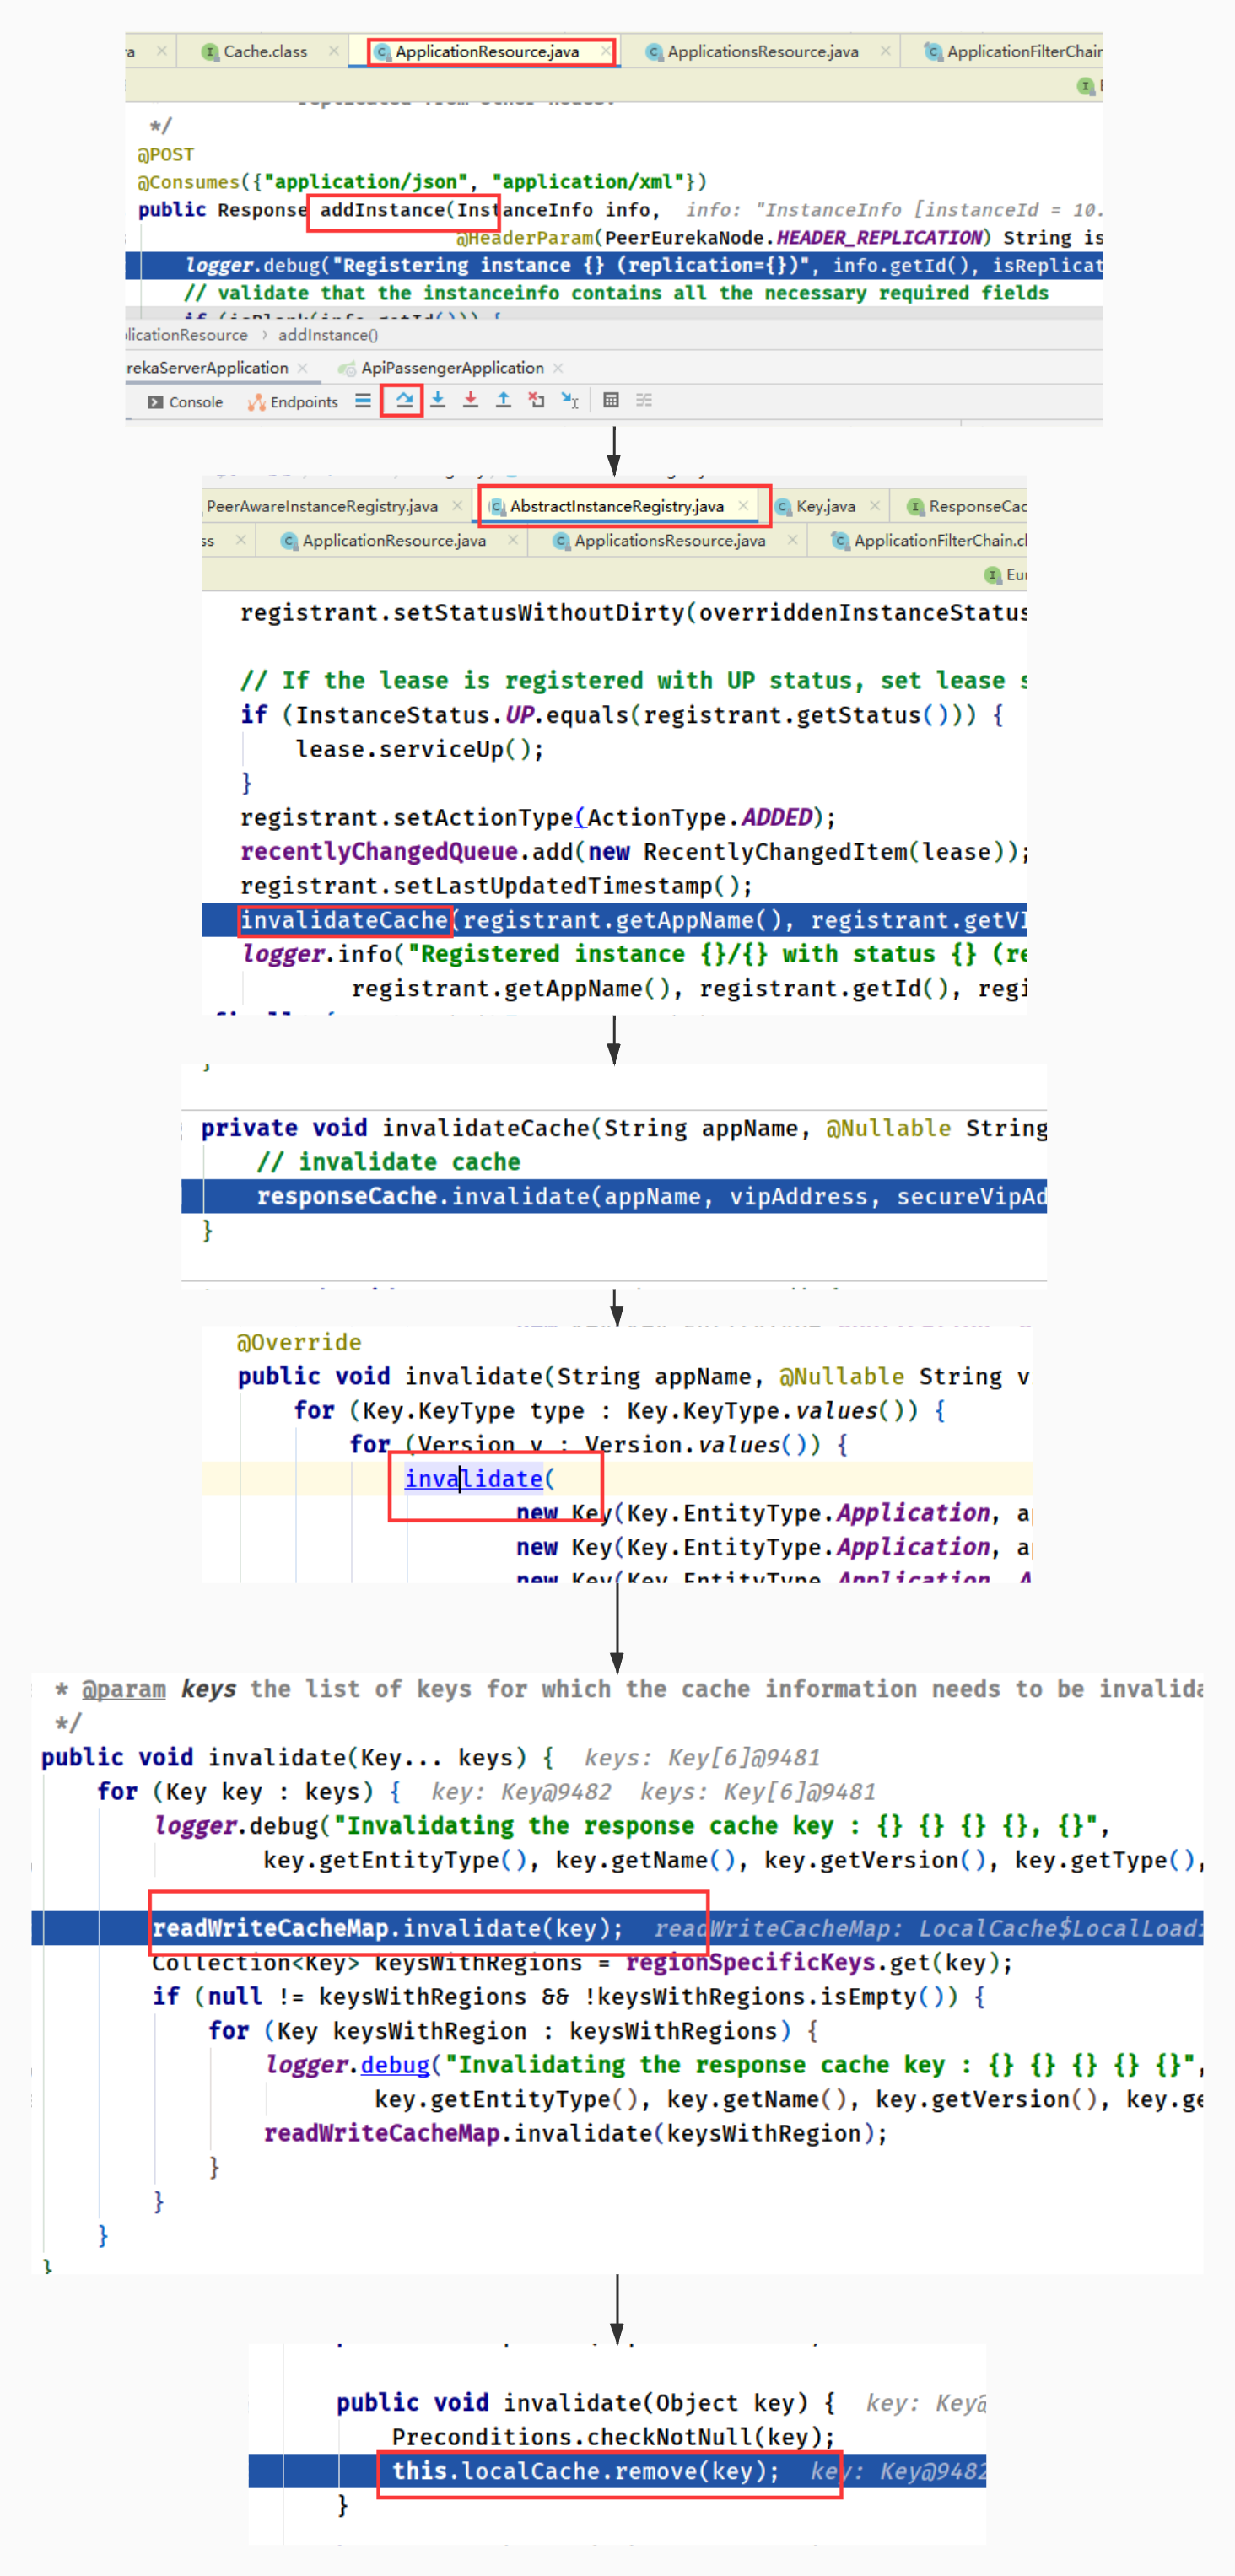 va Cache.class ApplicationResource.java ApplicationsResource.java ApplicationFilterChain
*/
@POST
@Consumes({"application/json", "application/xml"})
public Response addInstance(InstanceInfo info, info: "InstanceInfo [instanceId = 10.
@HeaderParam(PeerEurekaNode.HEADER_REPLICATION) String is
logger.debug("Registering instance {} (replication={})", info.getId(), isReplicat
// validate that the instanceinfo contains all the necessary required fields
if (isBlank(info.getId())) {
plicationResource › addInstance()
rekaServerApplication ApiPassengerApplication
Console Endpoints
PeerAwareInstanceRegistry.java AbstractInstanceRegistry.java Key.java ResponseCac
ss ApplicationResource.java ApplicationsResource.java ApplicationFilterChain.cl
Eur
registrant.setStatusWithoutDirty(overriddenInstanceStatus
// If the lease is registered with UP status, set lease s
if (InstanceStatus.UP.equals(registrant.getStatus())) {
lease.serviceUp();
}
registrant.setActionType(ActionType.ADDED);
recentlyChangedQueue.add(new RecentlyChangedItem(lease));
registrant.setLastUpdatedTimestamp();
invalidateCache(registrant.getAppName(), registrant.getVI
logger.info("Registered instance {}/{} with status {} (re
registrant.getAppName(), registrant.getId(), regi
}
private void invalidateCache(String appName, @Nullable String
// invalidate cache
responseCache.invalidate(appName, vipAddress, secureVipAd
}
@Override
public void invalidate(String appName, @Nullable String v
for (Key.KeyType type : Key.KeyType.values()) {
for (Version v : Version.values()) {
invalidate(
new Key(Key.EntityType.Application, a
new Key(Key.EntityType.Application, a
new Key(Key.EntityType.Application, A
* @param keys the list of keys for which the cache information needs to be invalida
*/
public void invalidate(Key... keys) { keys: Key[6]@9481
for (Key key : keys) { key: Key@9482 keys: Key[6]@9481
logger.debug("Invalidating the response cache key : {} {} {} {}, {}",
key.getEntityType(), key.getName(), key.getVersion(), key.getType(),
readWriteCacheMap.invalidate(key); readWriteCacheMap: LocalCache$LocalLoadi
Collection<Key> keysWithRegions = regionSpecificKeys.get(key);
if (null != keysWithRegions && !keysWithRegions.isEmpty()) {
for (Key keysWithRegion : keysWithRegions) {
logger.debug("Invalidating the response cache key : {} {} {} {} {}",
key.getEntityType(), key.getName(), key.getVersion(), key.ge
readWriteCacheMap.invalidate(keysWithRegion);
}
}
}
}
public void invalidate(Object key) { key: Key@
Preconditions.checkNotNull(key);
this.localCache.remove(key); key: Key@9482
}